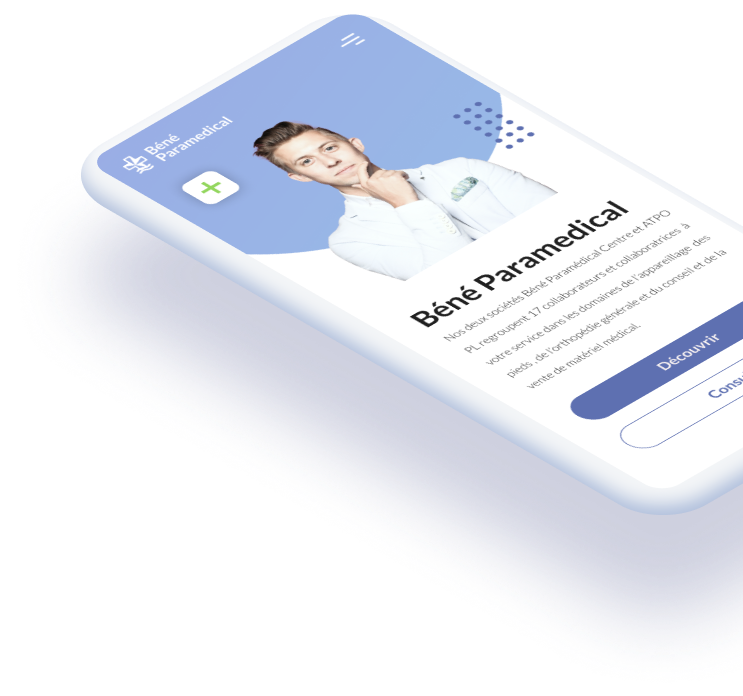 Béné
Paramedical
Béné Paramedical
Nos deux sociétés Béné Paramédical Centre et ATPO
PL regroupent 17 collaborateurs et collaboratrices à
votre service dans les domaines de l'appareillage des
pieds , de l'orthopédie générale et du conseil et de la
vente de matériel médical.
Découvrir